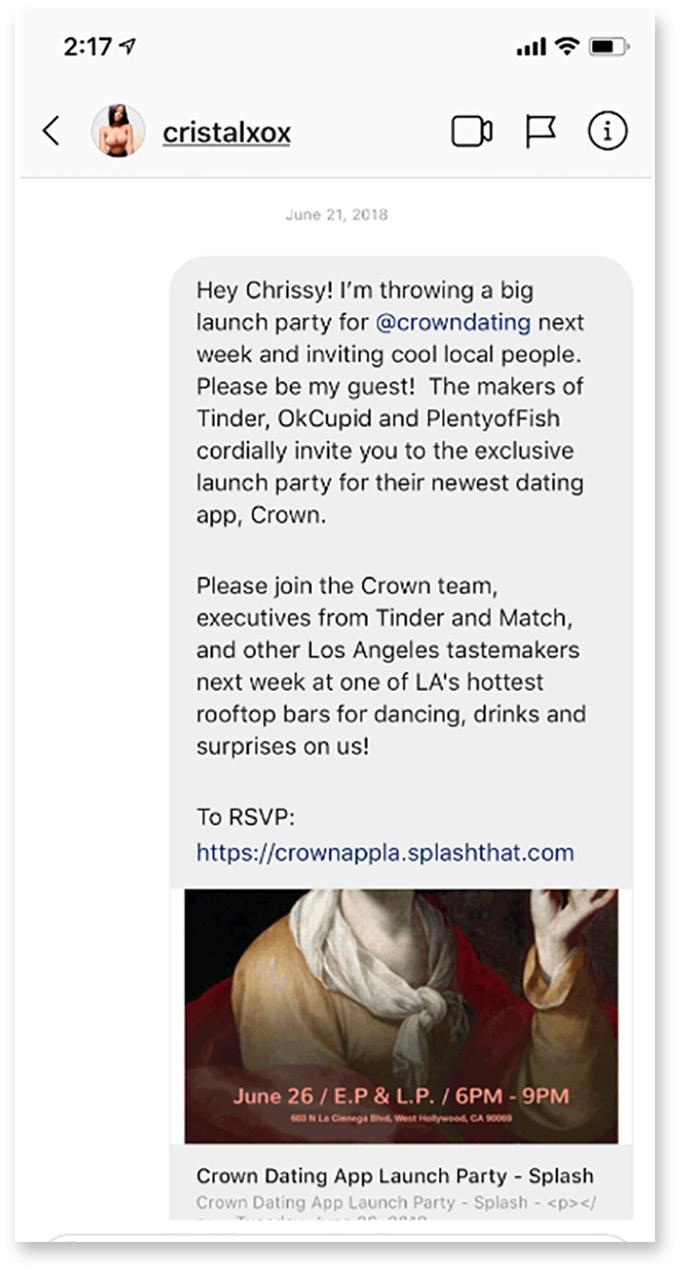 2:17
cristalxox
June 21, 2018
Hey Chrissy! I’m throwing a big
launch party for @crowndating next
week and inviting cool local people.
Please be my guest!  The makers of
Tinder, OkCupid and PlentyofFish
cordially invite you to the exclusive
launch party for their newest dating
app, Crown.
Please join the Crown team,
executives from Tinder and Match,
and other Los Angeles tastemakers
next week at one of LA's hottest
rooftop bars for dancing, drinks and
surprises on us!
To RSVP:
https://crownappla.splashthat.com
June 26 / E.P & L.P. / 6PM - 9PM
603 N La Cienega Blvd, West Hollywood, CA 90069
Crown Dating App Launch Party - Splash
Crown Dating App Launch Party - Splash - <p></
Tuesday, June 26, 2018